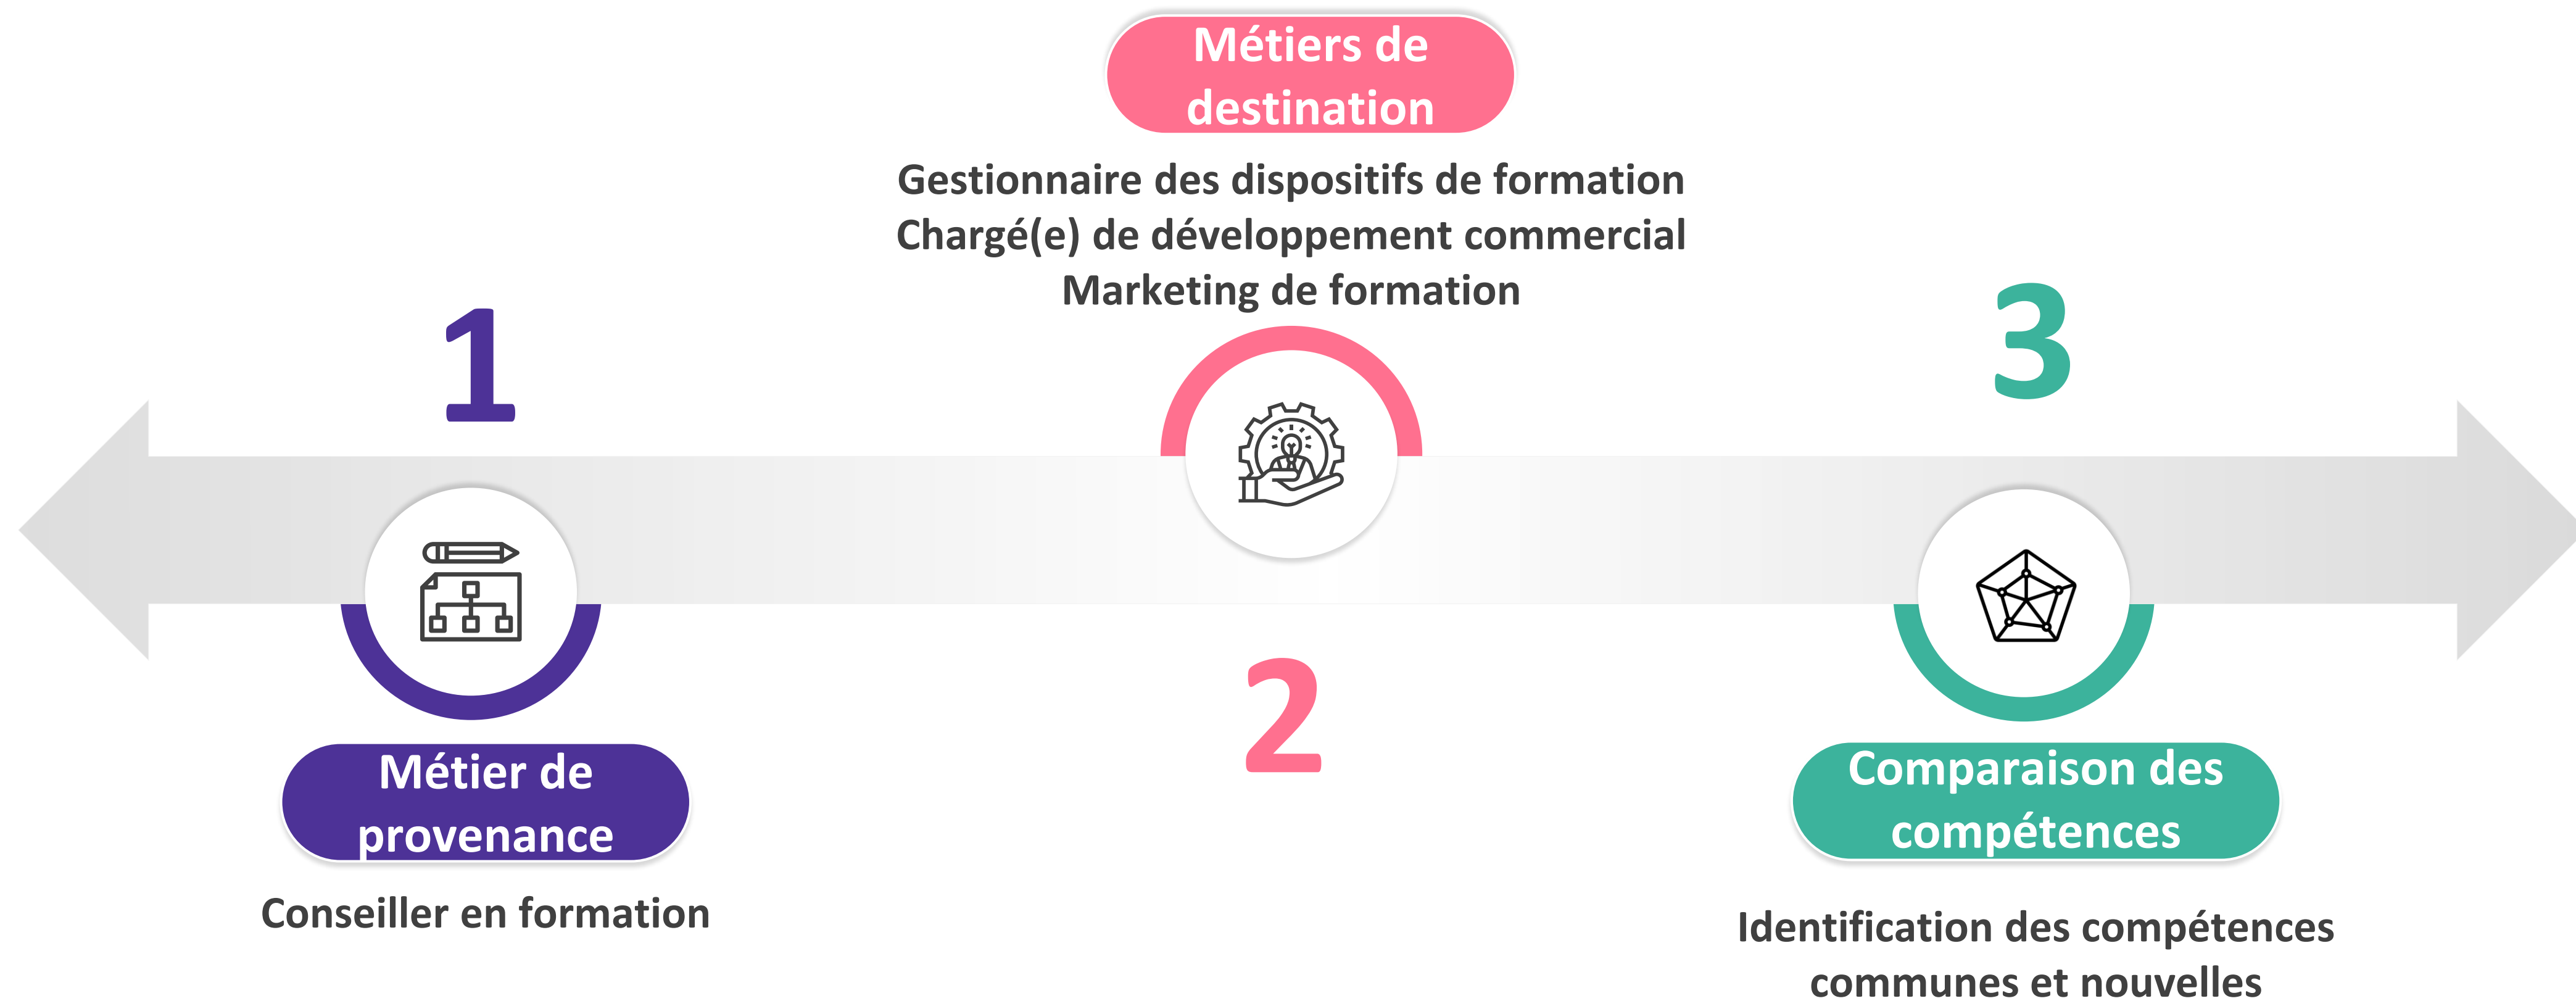 1
Métier de
provenance
Conseiller en formation
Métiers de
destination
Gestionnaire des dispositifs de formation
Chargé(e) de développement commercial
Marketing de formation
2
3
Comparaison des
compétences
Identification des compétences
communes et nouvelles